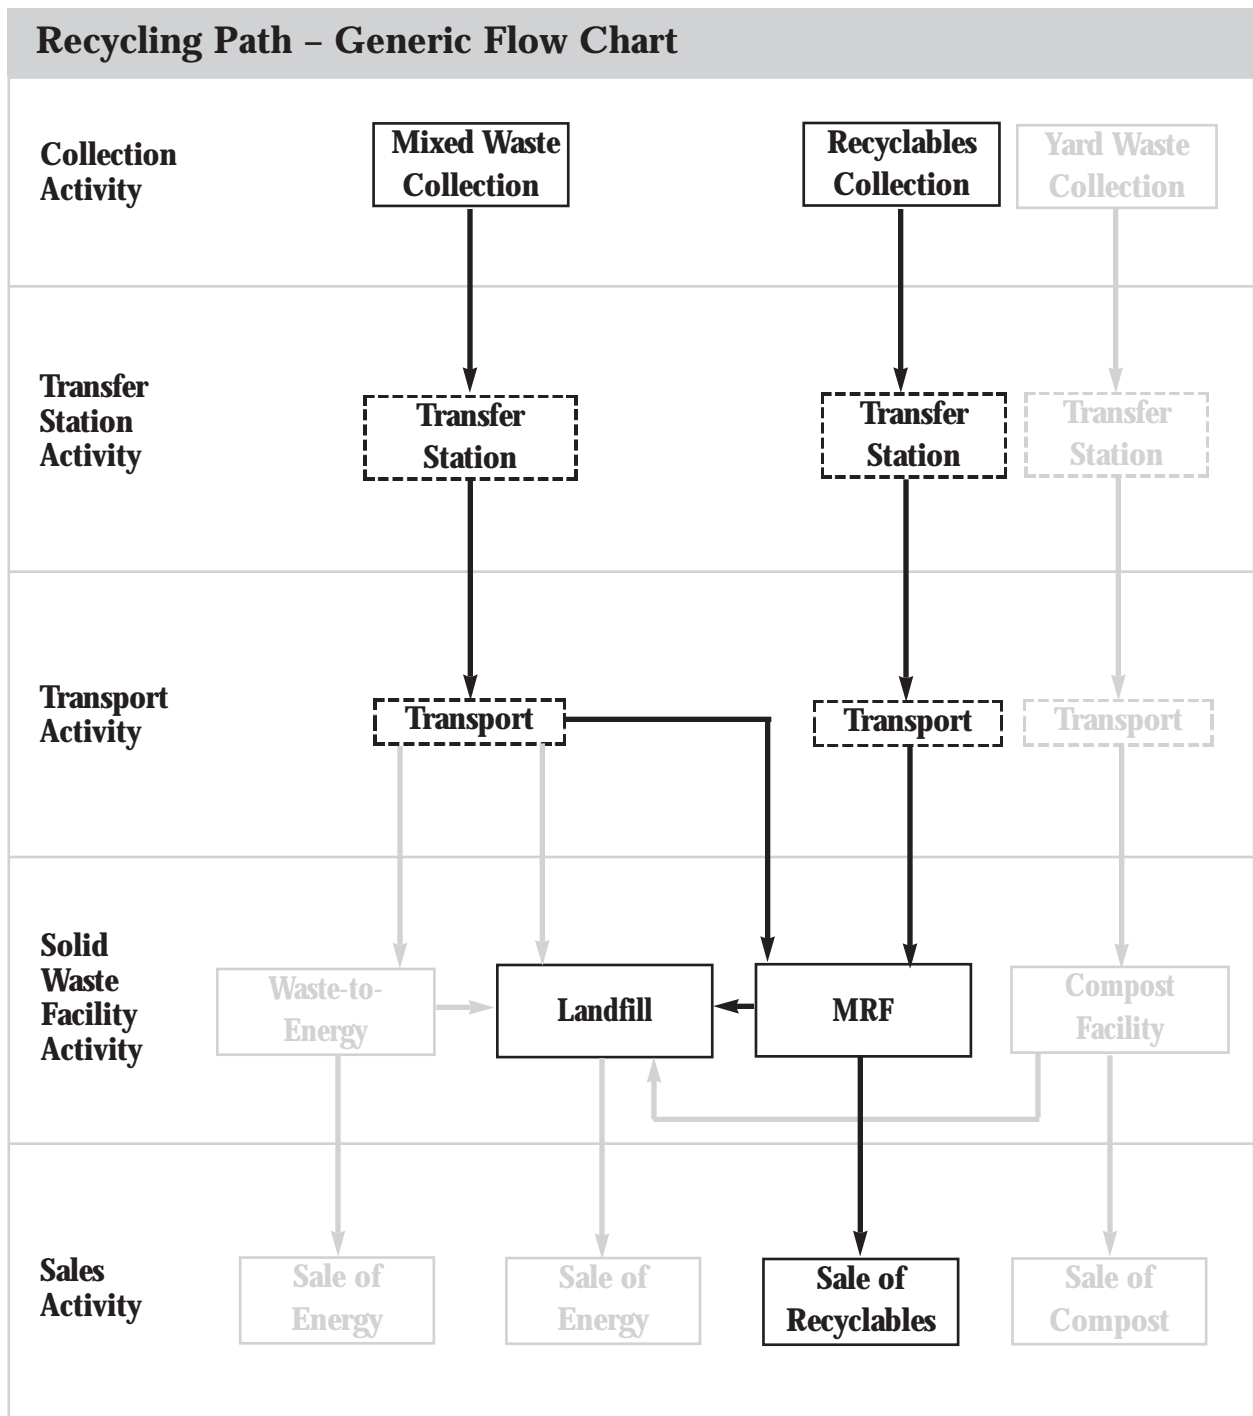 Recycling Path – Generic Flow Chart
Collection
Activity
Mixed Waste
Collection
Recyclables
Collection
Yard Waste
Collection
Transfer
Station
Activity
Transfer
Station
Transfer
Station
Transfer
Station
Transport
Activity
Transport
Transport
Transport
Solid
Waste
Facility
Activity
Waste-to-
Energy
Landfill
MRF
Compost
Facility
Sales
Activity
Sale of
Energy
Sale of
Energy
Sale of
Recyclables
Sale of
Compost